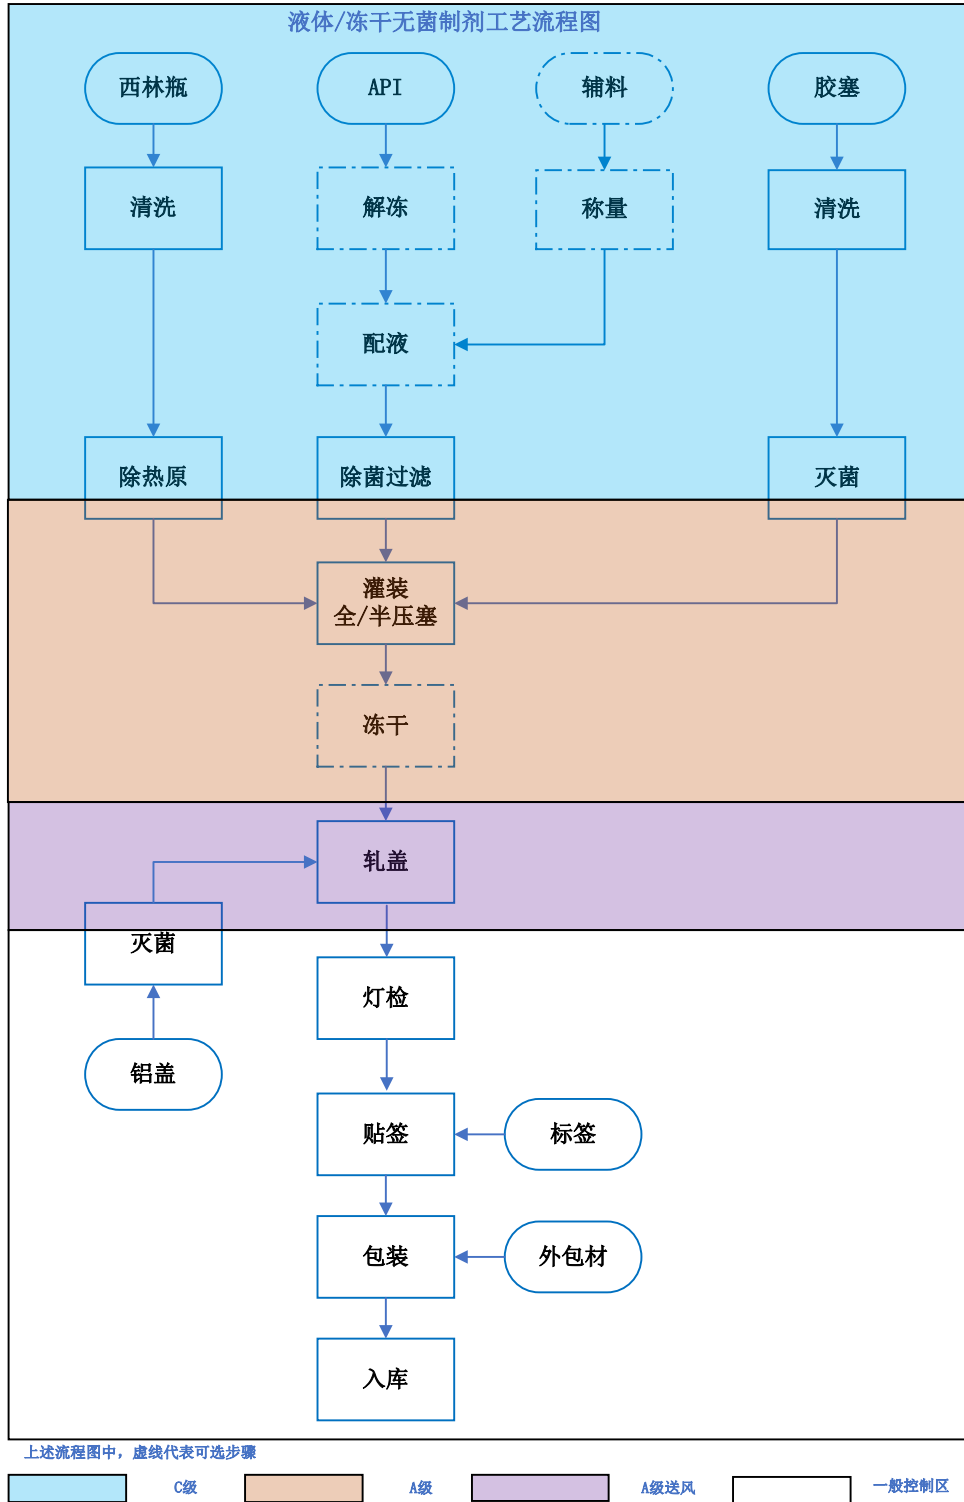 液体/冻干无菌制剂工艺流程图
西林瓶
API
辅料
胶塞
清洗
解冻
称量
清洗
配液
除热原
除菌过滤
灭菌
灌装
全/半压塞
冻干
轧盖
灭菌
灯检
铝盖
贴签
标签
包装
外包材
入库
上述流程图中，虚线代表可选步骤
C级
A级
A级送风
一般控制区